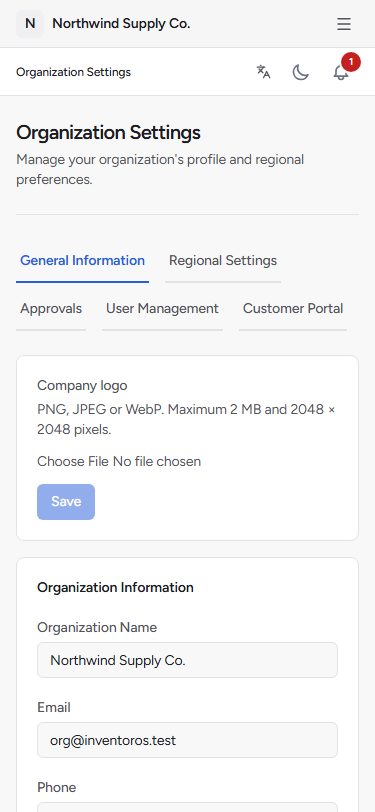 N Northwind Supply Co.
Organization Settings
1
Organization Settings
Manage your organization's profile and regional
preferences.
General Information Regional Settings
Approvals User Management Customer Portal
Company logo
PNG, JPEG or WebP. Maximum 2 MB and 2048 ×
2048 pixels.
Choose File No file chosen
Save
Organization Information
Organization Name
Northwind Supply Co.
Email
org@inventoros.test
Phone